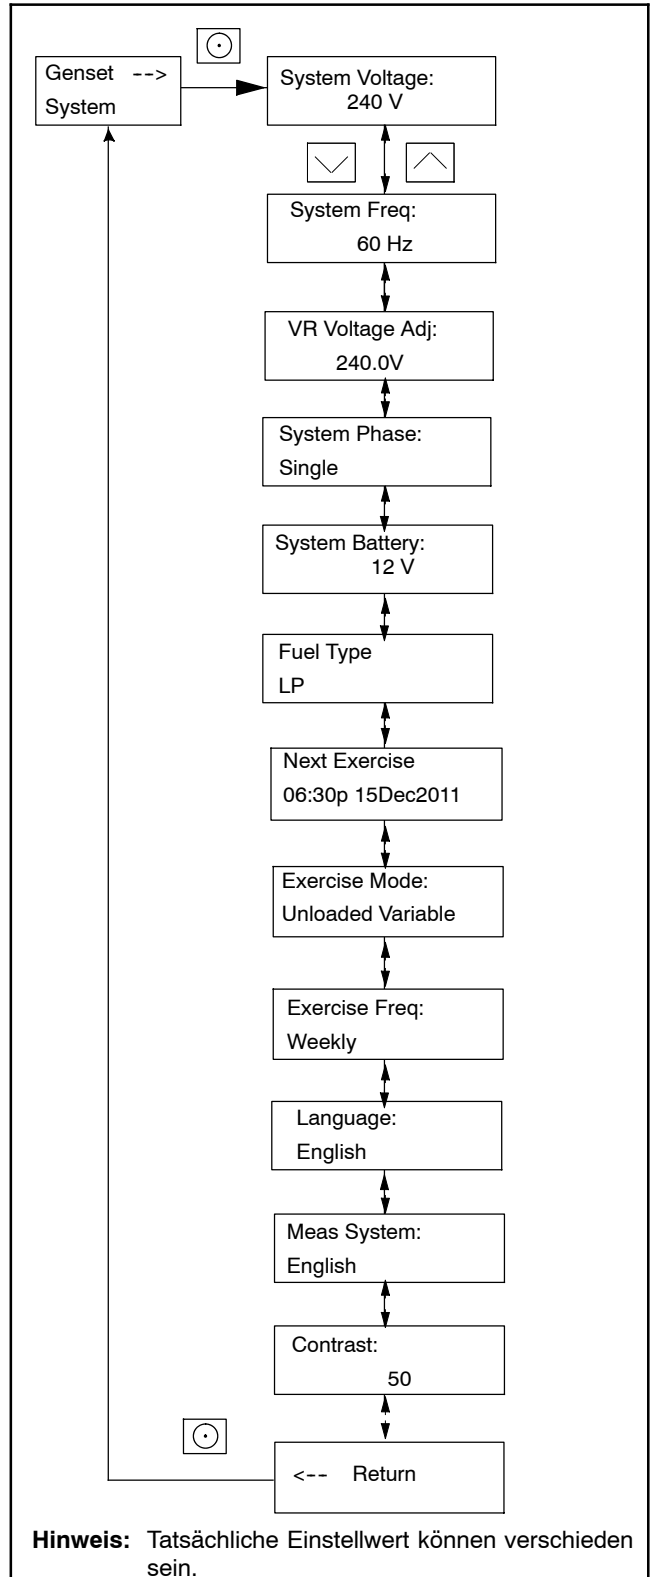 Genset -->
System
System Voltage:
240 V
System Freq:
60 Hz
VR Voltage Adj:
240.0V
System Phase:
Single
System Battery:
12 V
Fuel Type
LP
Next Exercise
06:30p 15Dec2011
Exercise Mode:
Unloaded Variable
Exercise Freq:
Weekly
Language:
English
Meas System:
English
Contrast:
50
<-- Return
Hinweis: Tatsächliche Einstellwert können verschieden
sein.